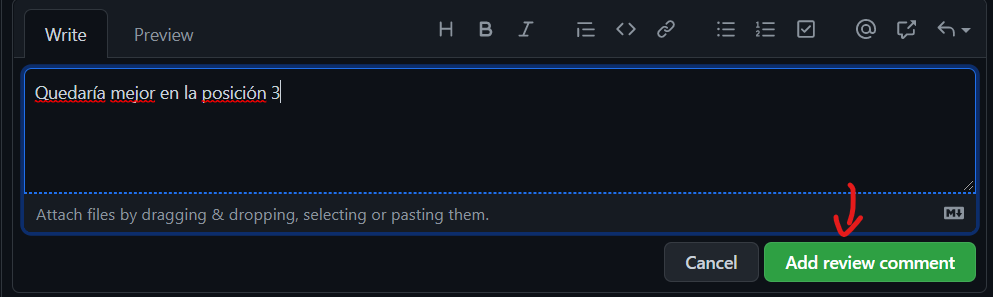 Write Preview H B I
Quedaría mejor en la posición 3
Attach files by dragging & dropping, selecting or pasting them.
Cancel Add review comment